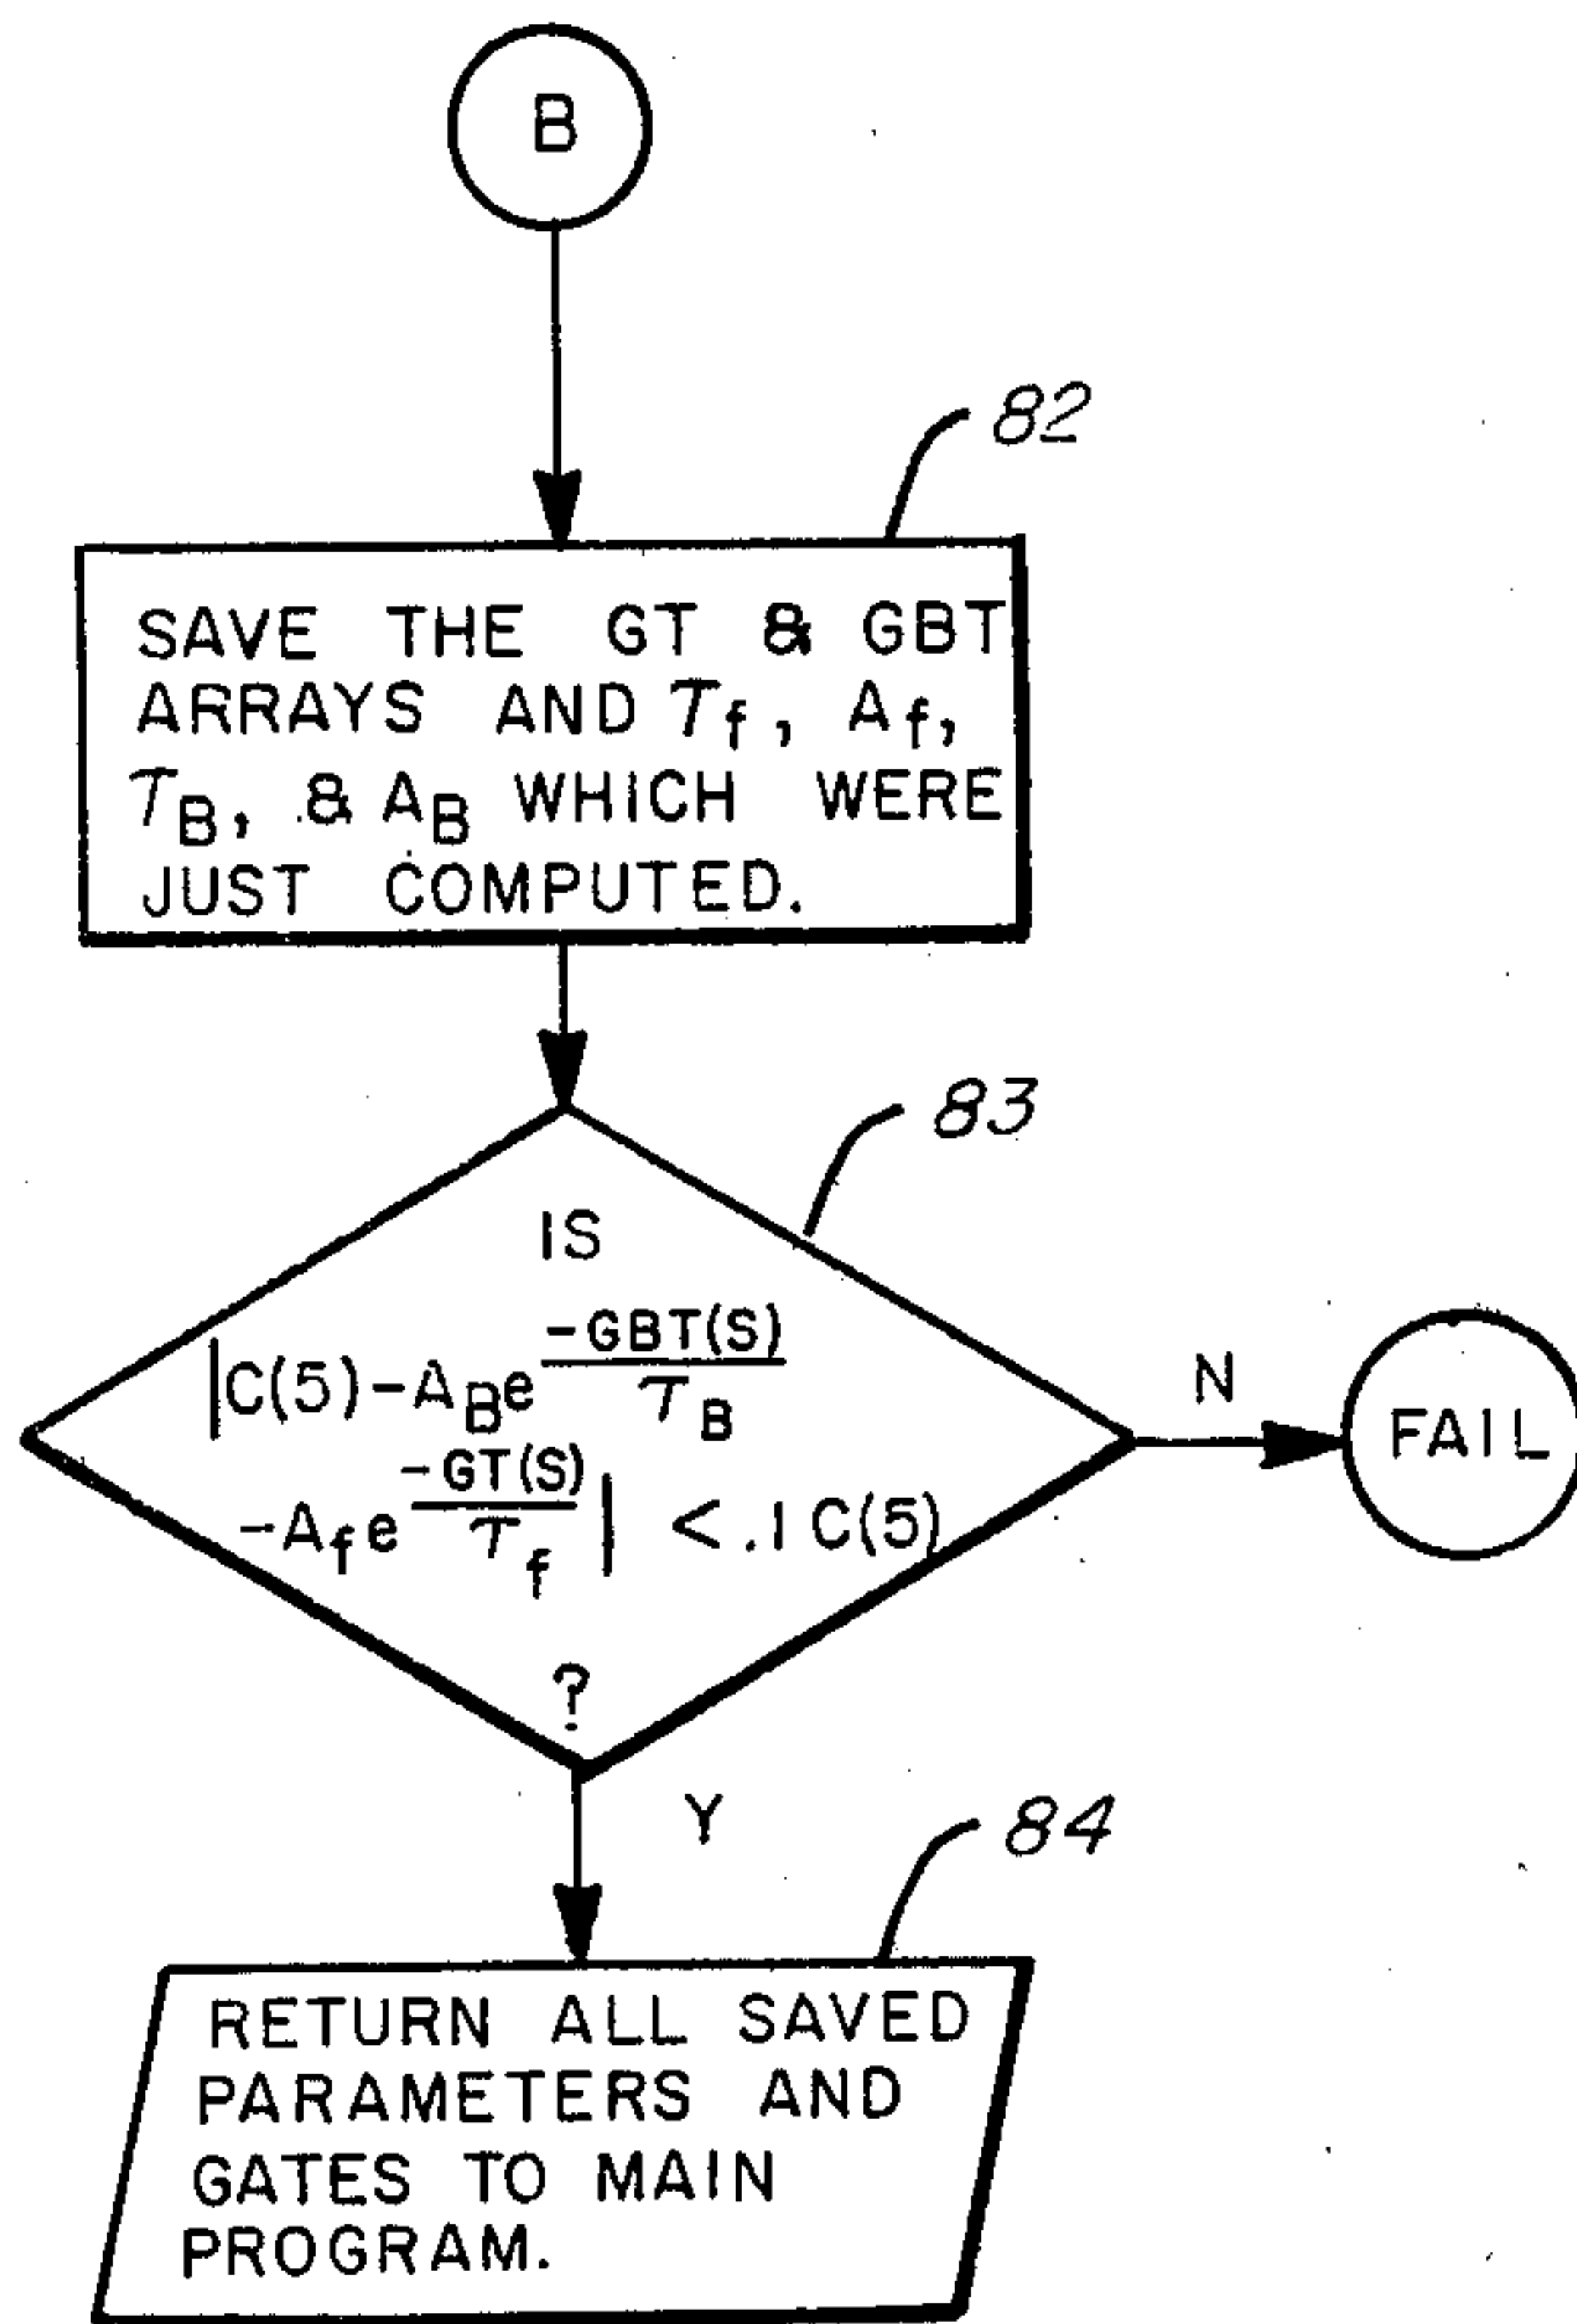 B
82
SAVE THE GT & GBT
ARRAYS AND τf, Af,
τB, & AB WHICH WERE
JUST COMPUTED.
83
IS
-GBT(S)
|C(5)-ABe τB
-GT(S)
-Afe τf | < .1 C(5)
?
N
FAIL
Y
84
RETURN ALL SAVED
PARAMETERS AND
GATES TO MAIN
PROGRAM.